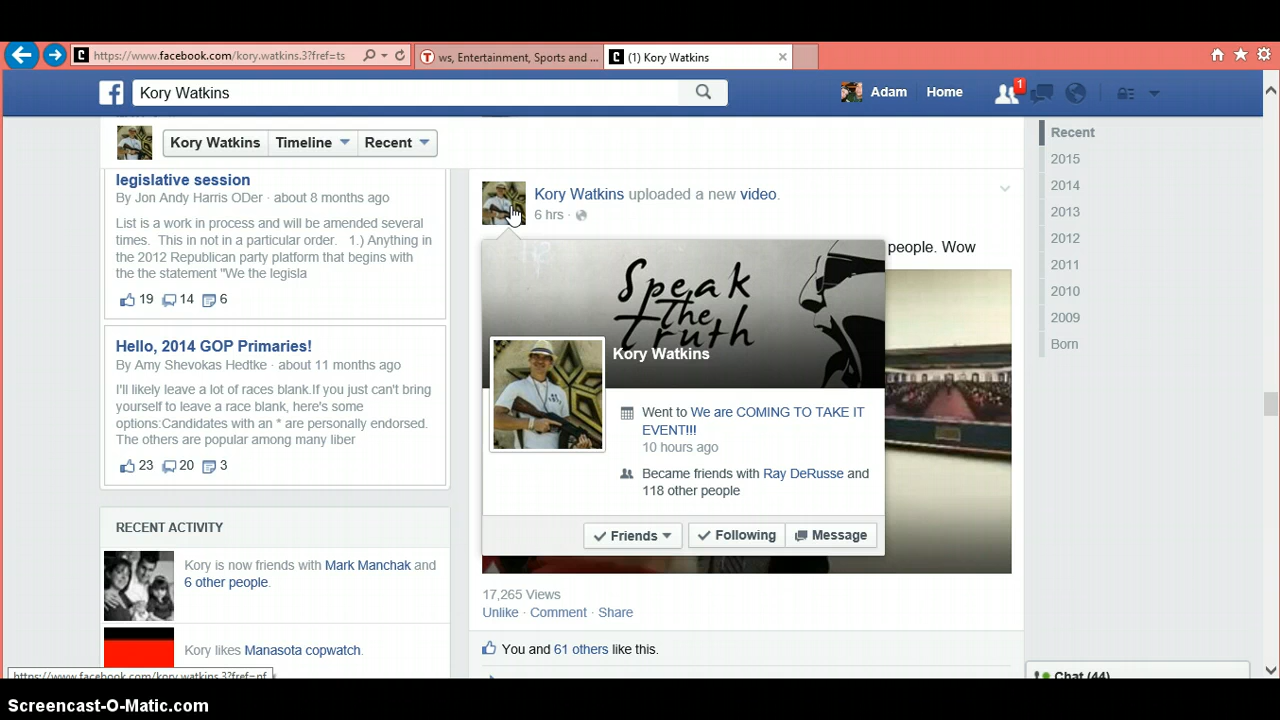 https://www.facebook.com/kory.watkins.3?fref=ts
ws, Entertainment, Sports and ...
(1) Kory Watkins
Kory Watkins
Adam
Home
1
Kory Watkins
Timeline
Recent
legislative session
By Jon Andy Harris ODer · about 8 months ago
List is a work in process and will be amended several
times. This in not in a particular order. 1.) Anything in
the 2012 Republican party platform that begins with
the the statement "We the legisla
19 14 6
Hello, 2014 GOP Primaries!
By Amy Shevokas Hedtke · about 11 months ago
I'll likely leave a lot of races blank.If you just can't bring
yourself to leave a race blank, here's some
options:Candidates with an * are personally endorsed.
The others are popular among many liber
23 20 3
RECENT ACTIVITY
Kory is now friends with Mark Manchak and
6 other people.
Kory likes Manasota copwatch.
https://www.facebook.com/kory.watkins.3?fref=nf
Kory Watkins uploaded a new video.
6 hrs ·
people. Wow
Speak
The
Truth
Kory Watkins
Went to We are COMING TO TAKE IT
EVENT!!!
10 hours ago
Became friends with Ray DeRusse and
118 other people
Friends
Following
Message
17,265 Views
Unlike · Comment · Share
You and 61 others like this.
Recent
2015
2014
2013
2012
2011
2010
2009
Born
Chat (44)
Screencast-O-Matic.com